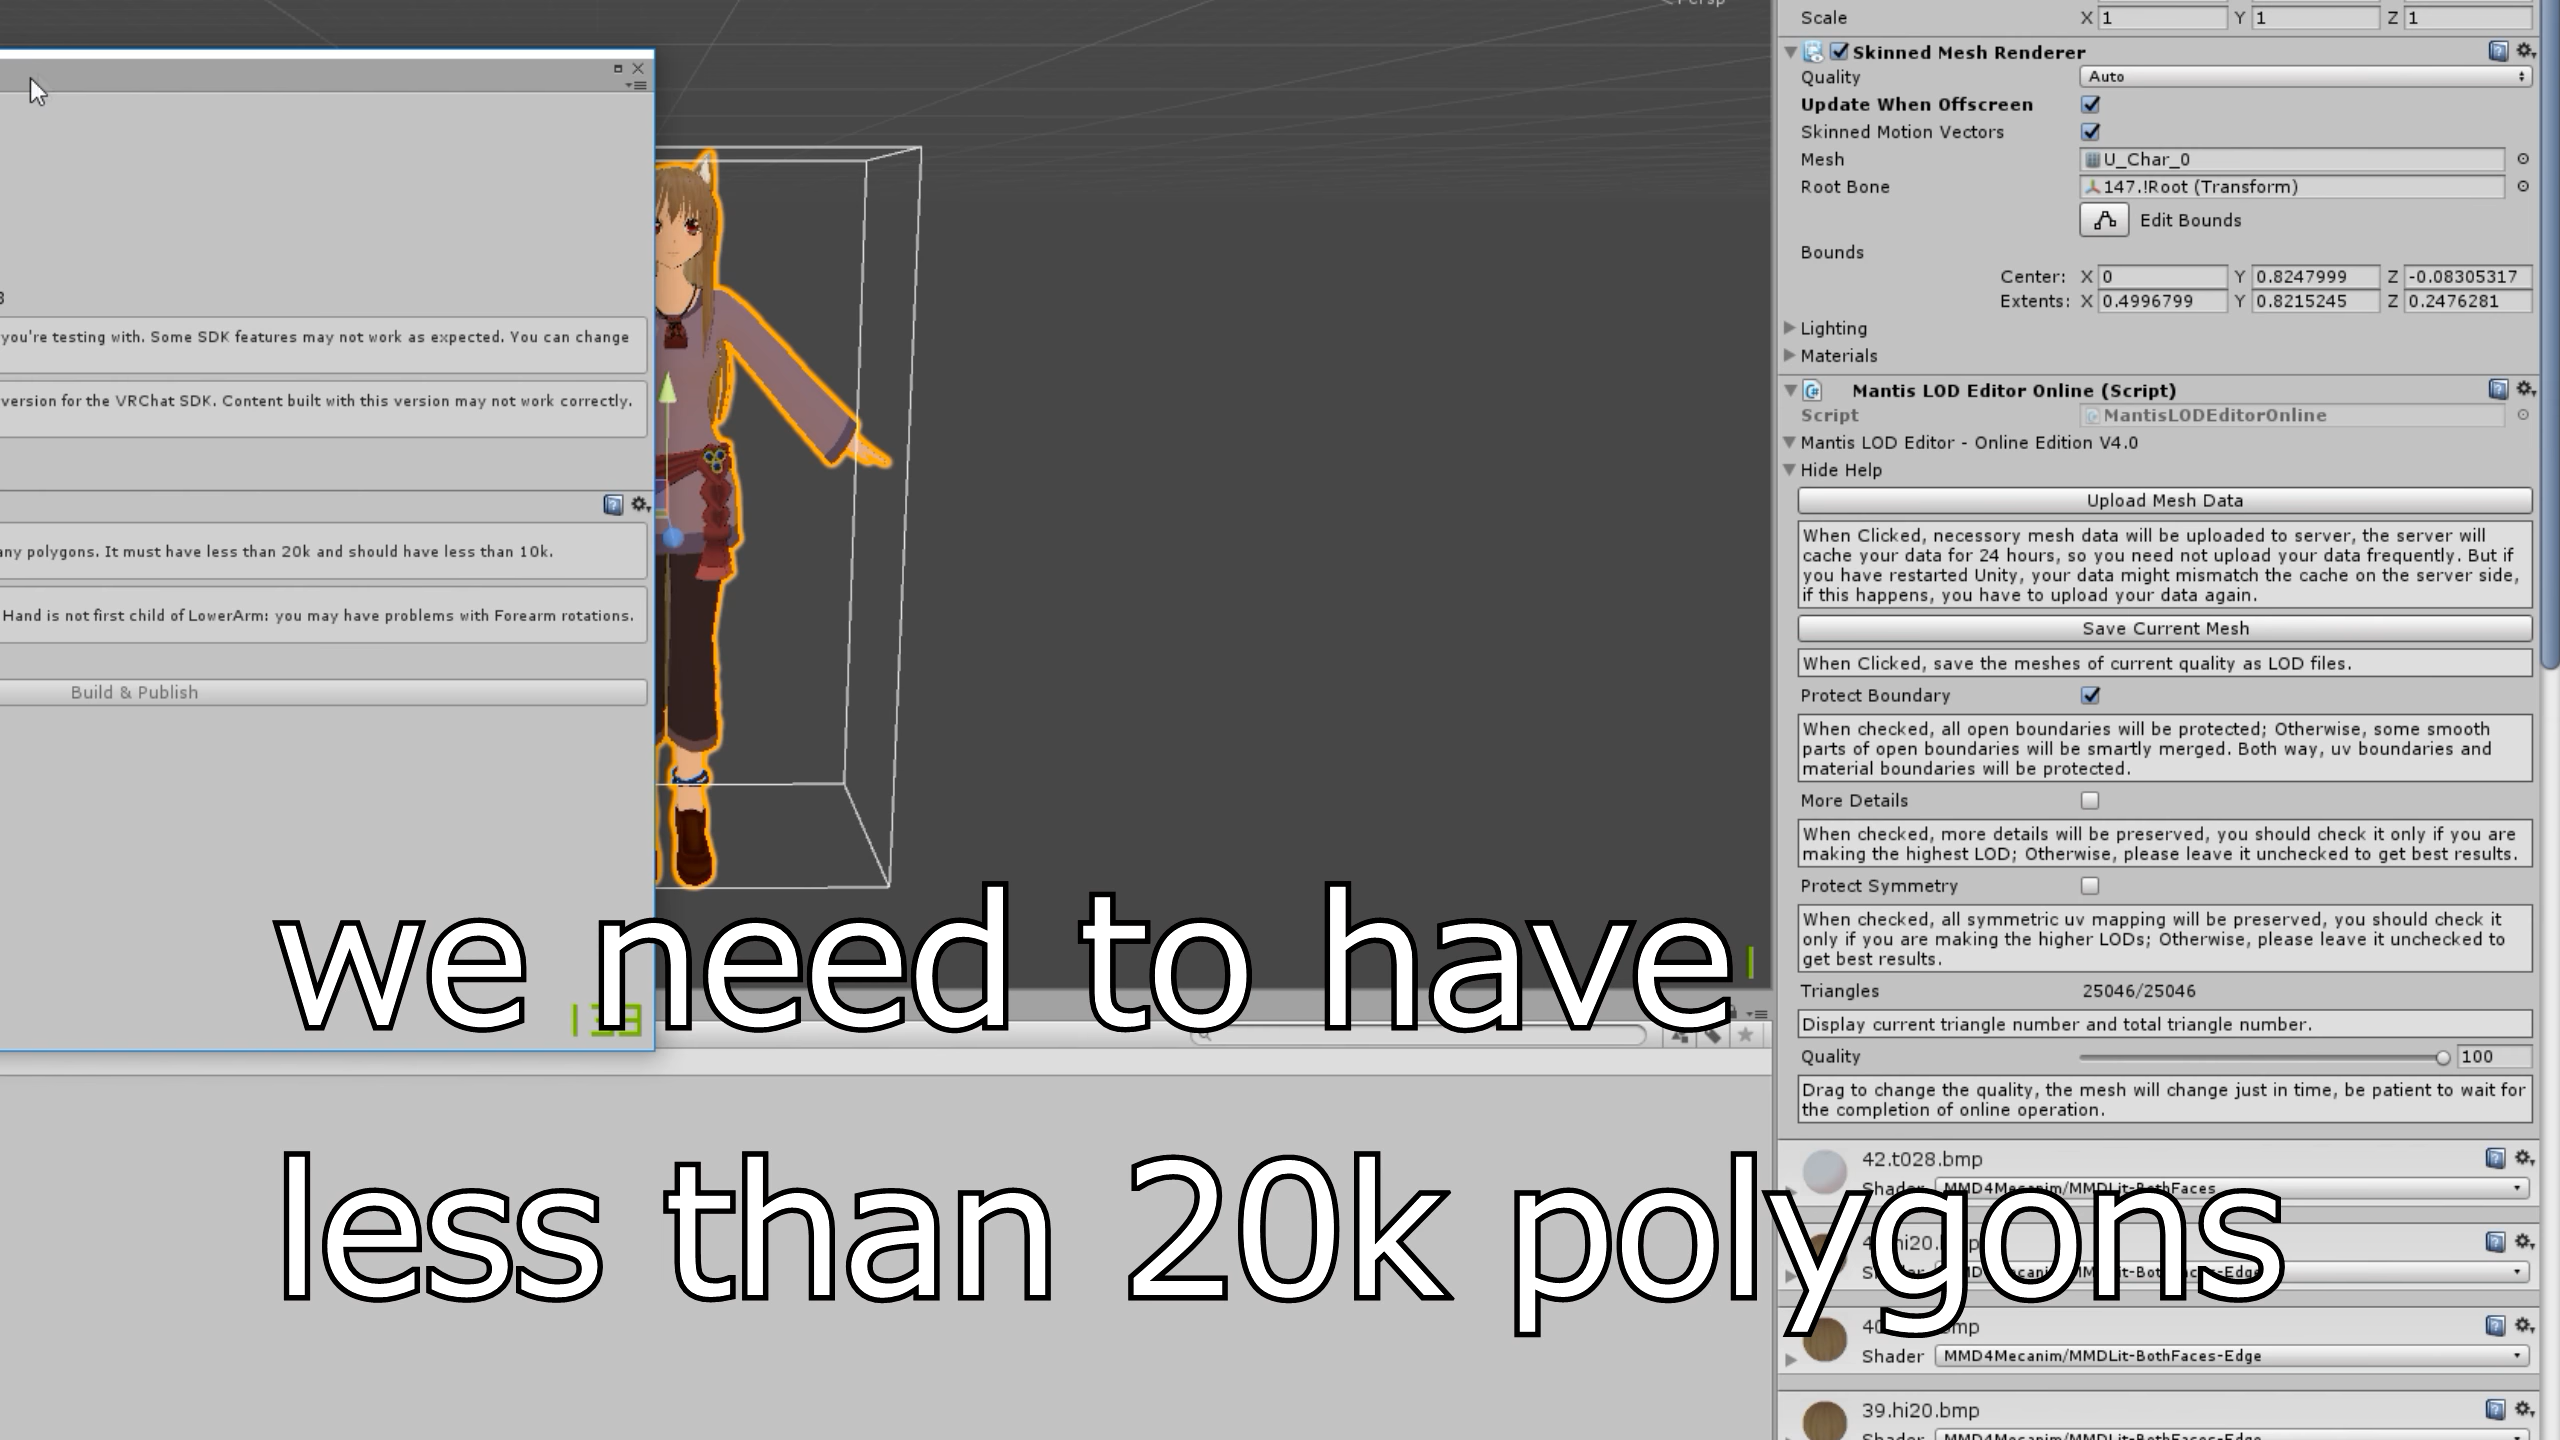 Persp
Scale X 1 Y 1 Z 1
Skinned Mesh Renderer
Quality Auto
Update When Offscreen
Skinned Motion Vectors
Mesh U_Char_0
Root Bone 147.!Root (Transform)
Edit Bounds
Bounds
Center: X 0 Y 0.8247999 Z -0.08305317
Extents: X 0.4996799 Y 0.8215245 Z 0.2476281
Lighting
Materials
Mantis LOD Editor Online (Script)
Script MantisLODEditorOnline
Mantis LOD Editor - Online Edition V4.0
Hide Help
Upload Mesh Data
When Clicked, necessory mesh data will be uploaded to server, the server will
cache your data for 24 hours, so you need not upload your data frequently. But if
you have restarted Unity, your data might mismatch the cache on the server side,
if this happens, you have to upload your data again.
Save Current Mesh
When Clicked, save the meshes of current quality as LOD files.
Protect Boundary
When checked, all open boundaries will be protected; Otherwise, some smooth
parts of open boundaries will be smartly merged. Both way, uv boundaries and
material boundaries will be protected.
More Details
When checked, more details will be preserved, you should check it only if you are
making the highest LOD; Otherwise, please leave it unchecked to get best results.
Protect Symmetry
When checked, all symmetric uv mapping will be preserved, you should check it
only if you are making the higher LODs; Otherwise, please leave it unchecked to
get best results.
Triangles 25046/25046
Display current triangle number and total triangle number.
Quality 100
Drag to change the quality, the mesh will change just in time, be patient to wait for
the completion of online operation.
42.t028.bmp
Shader MMD4Mecanim/MMDLit-BothFaces
Shader MMD4Mecanim/MMDLit-BothFaces-Edge
Shader MMD4Mecanim/MMDLit-BothFaces-Edge
39.hi20.bmp
Shader MMD4Mecanim/MMDLit-BothFaces-Edge
you're testing with. Some SDK features may not work as expected. You can change
version for the VRChat SDK. Content built with this version may not work correctly.
any polygons. It must have less than 20k and should have less than 10k.
Hand is not first child of LowerArm: you may have problems with Forearm rotations.
Build & Publish
133
we need to have
less than 20k polygons